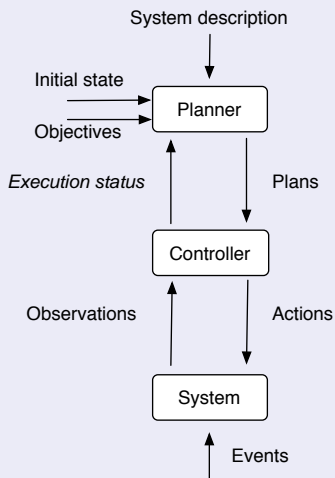 System description
Initial state
Planner
Objectives
Execution status
Plans
Controller
Observations
Actions
System
Events